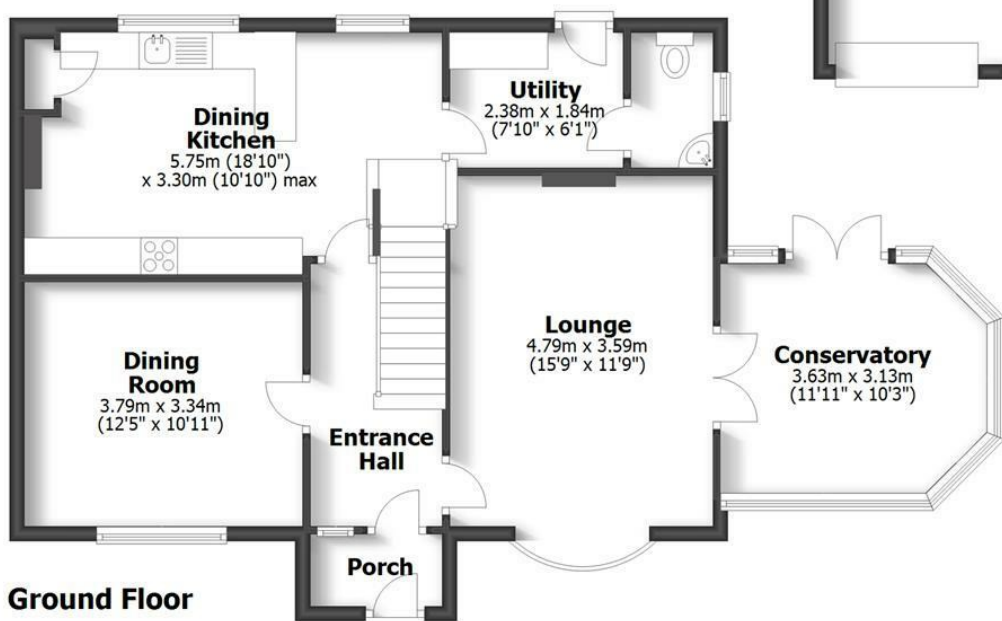 Dining
Kitchen
5.75m (18'10")
x 3.30m (10'10") max
Utility
2.38m x 1.84m
(7'10" x 6'1")
Dining
Room
3.79m x 3.34m
(12'5" x 10'11")
Entrance
Hall
Lounge
4.79m x 3.59m
(15'9" x 11'9")
Conservatory
3.63m x 3.13m
(11'11" x 10'3")
Porch
Ground Floor